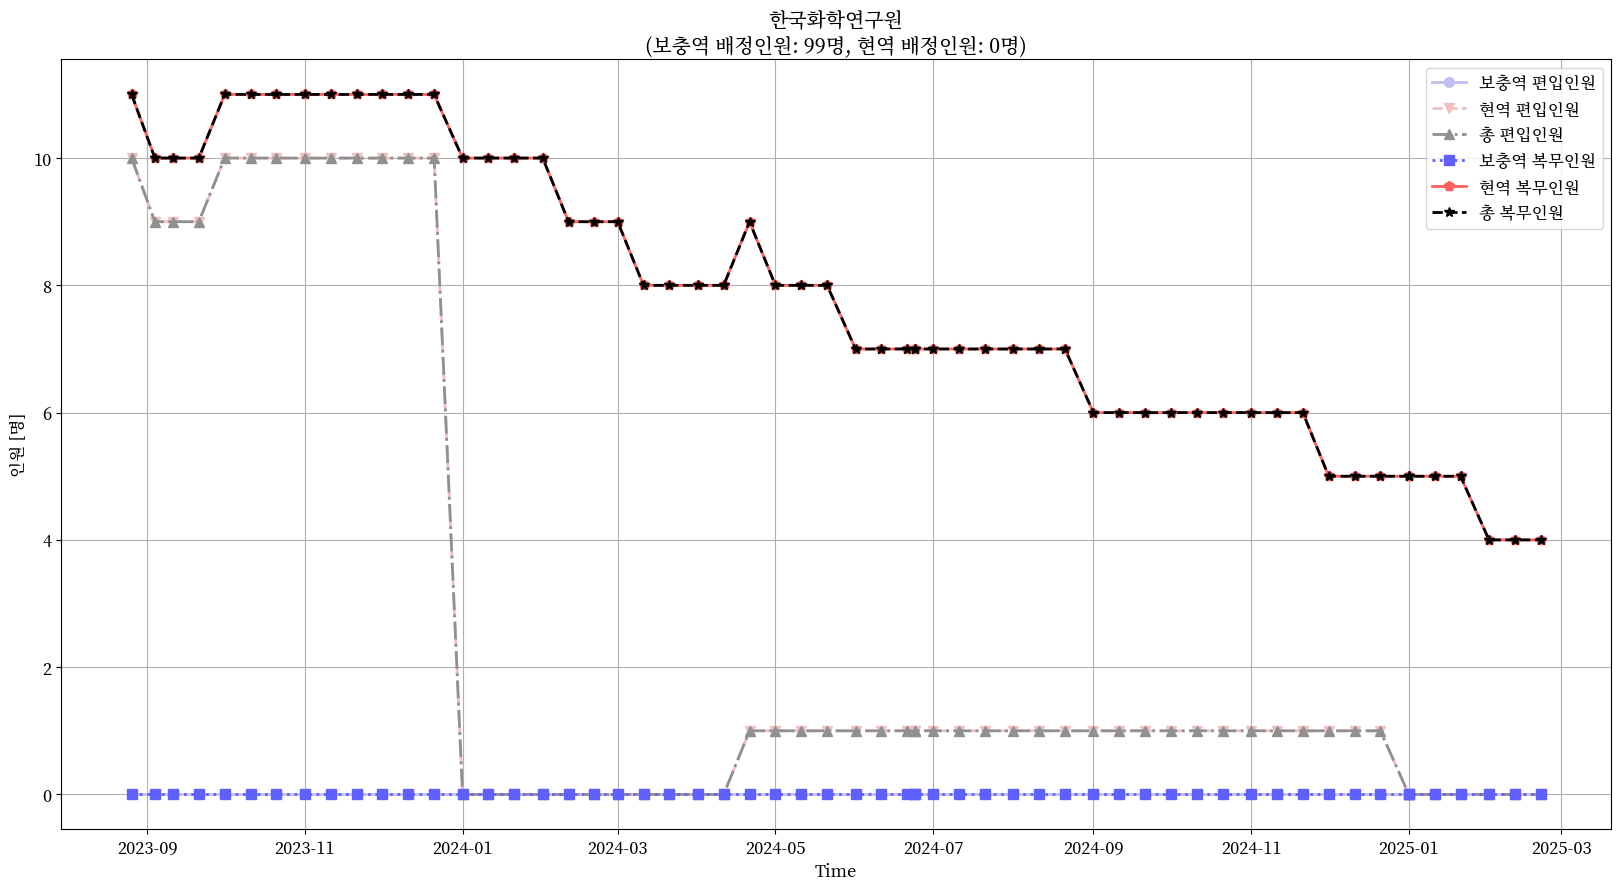 한국화학연구원
(보충역 배정인원: 99명, 현역 배정인원: 0명)
보충역 편입인원
현역 편입인원
총 편입인원
보충역 복무인원
현역 복무인원
총 복무인원
인원 [명]
10
8
6
4
2
0
2023-09 2023-11 2024-01 2024-03 2024-05 2024-07 2024-09 2024-11 2025-01 2025-03
Time